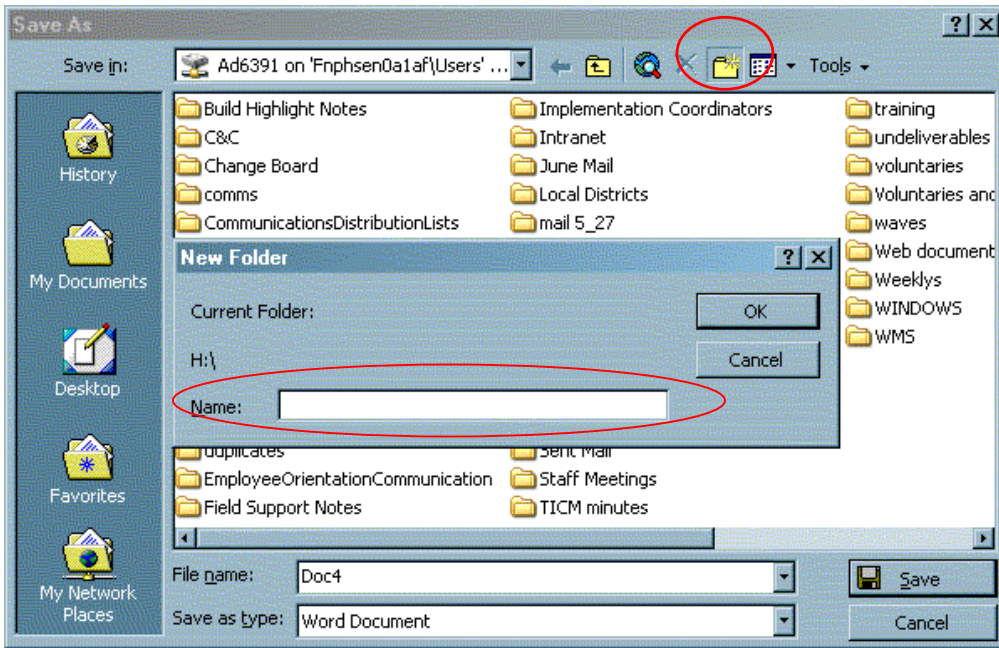 Save As
Save in:
Ad6391 on 'Fnphsen0a1af\Users' ...
Tools
History
My Documents
Desktop
Favorites
My Network
Places
Build Highlight Notes
C&C
Change Board
comms
CommunicationsDistributionLists
Implementation Coordinators
Intranet
June Mail
Local Districts
mail 5_27
training
undeliverables
voluntaries
Voluntaries and
waves
Web document
Weeklys
WINDOWS
WMS
New Folder
Current Folder:
H:\
Name:
OK
Cancel
duplicates
EmployeeOrientationCommunication
Field Support Notes
Sent Mail
Staff Meetings
TICM minutes
File name:
Doc4
Save
Save as type:
Word Document
Cancel